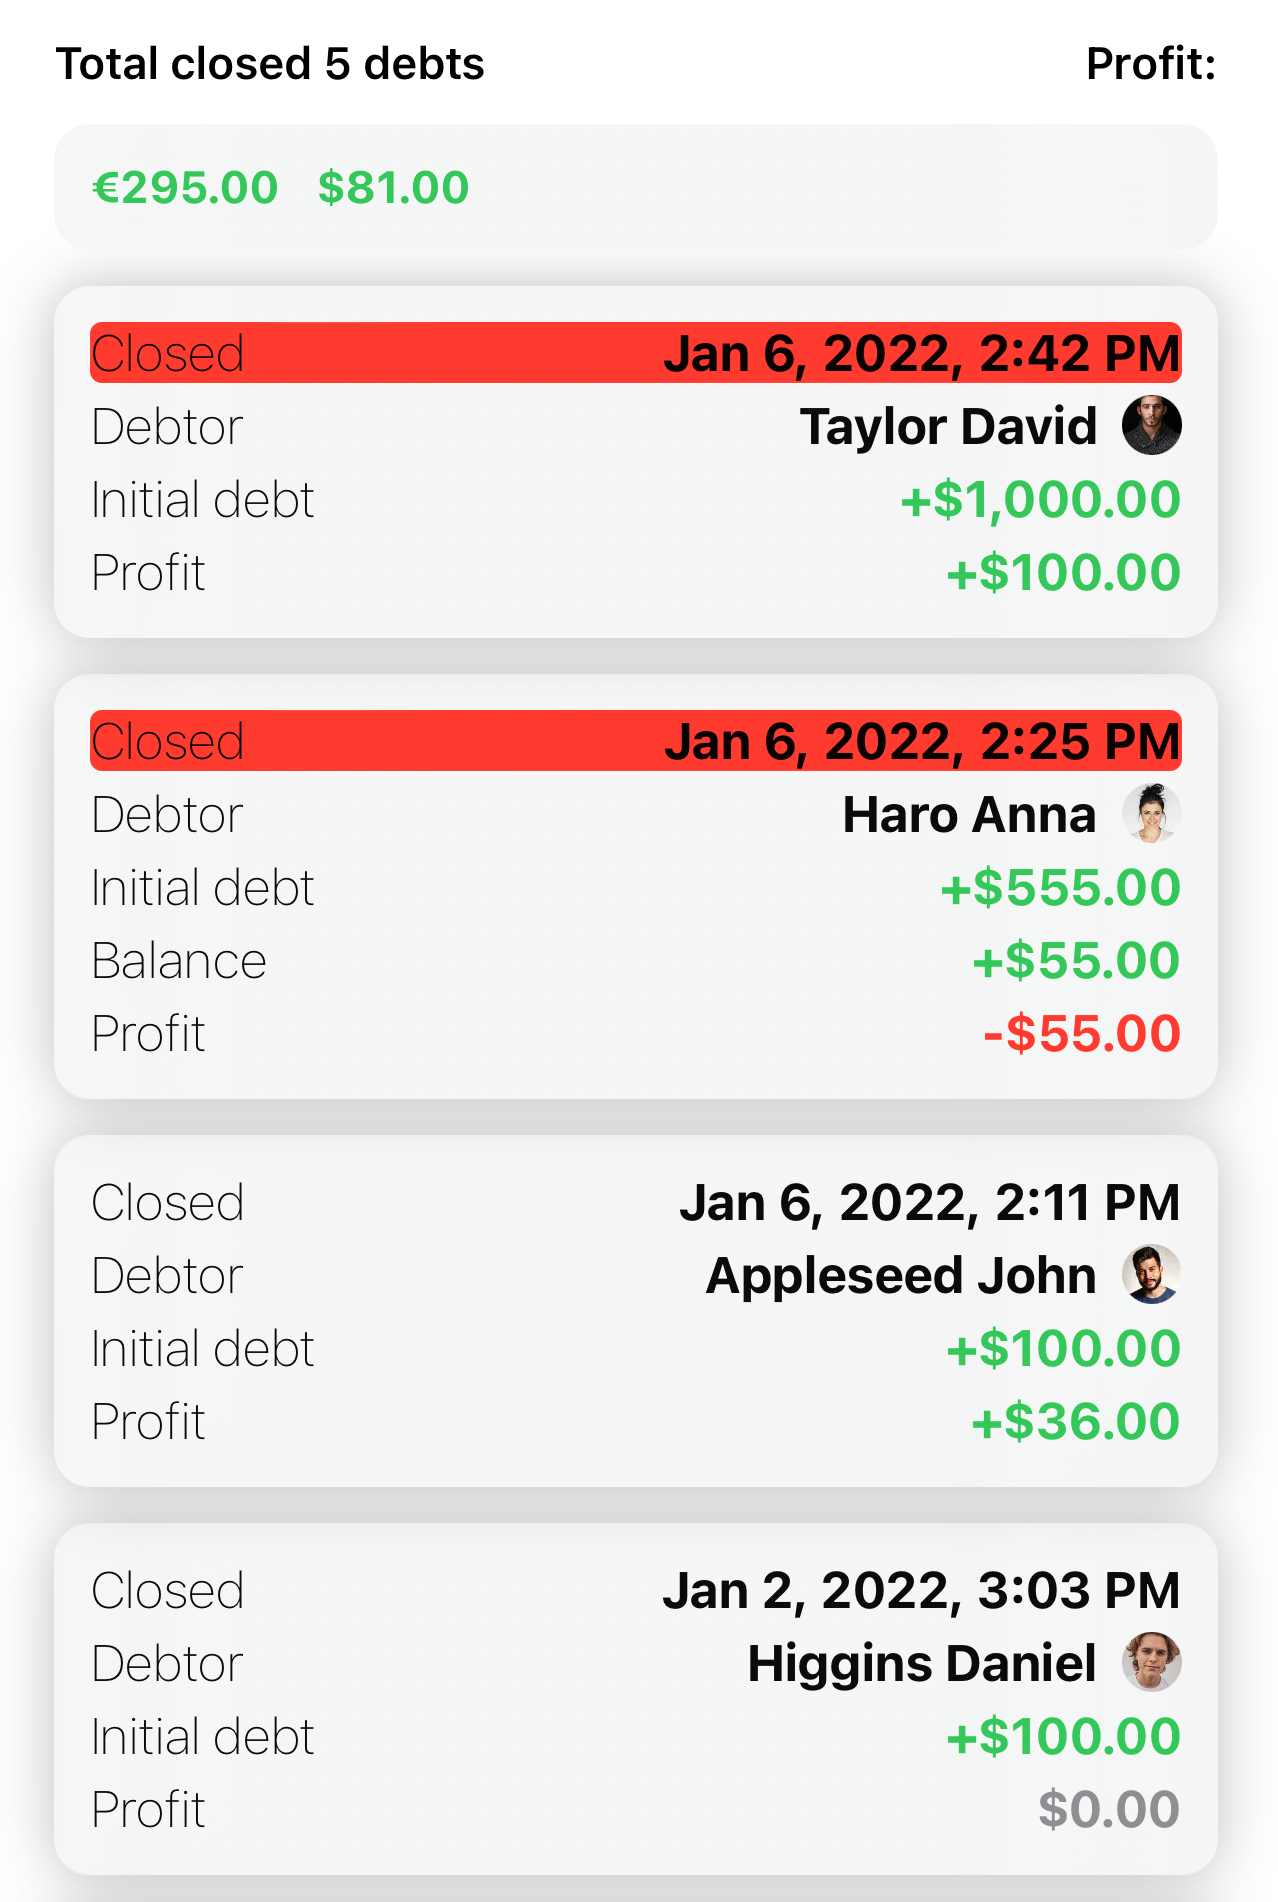 Total closed 5 debts Profit:
€295.00 $81.00
Closed Jan 6, 2022, 2:42 PM
Debtor Taylor David
Initial debt +$1,000.00
Profit +$100.00
Closed Jan 6, 2022, 2:25 PM
Debtor Haro Anna
Initial debt +$555.00
Balance +$55.00
Profit -$55.00
Closed Jan 6, 2022, 2:11 PM
Debtor Appleseed John
Initial debt +$100.00
Profit +$36.00
Closed Jan 2, 2022, 3:03 PM
Debtor Higgins Daniel
Initial debt +$100.00
Profit $0.00